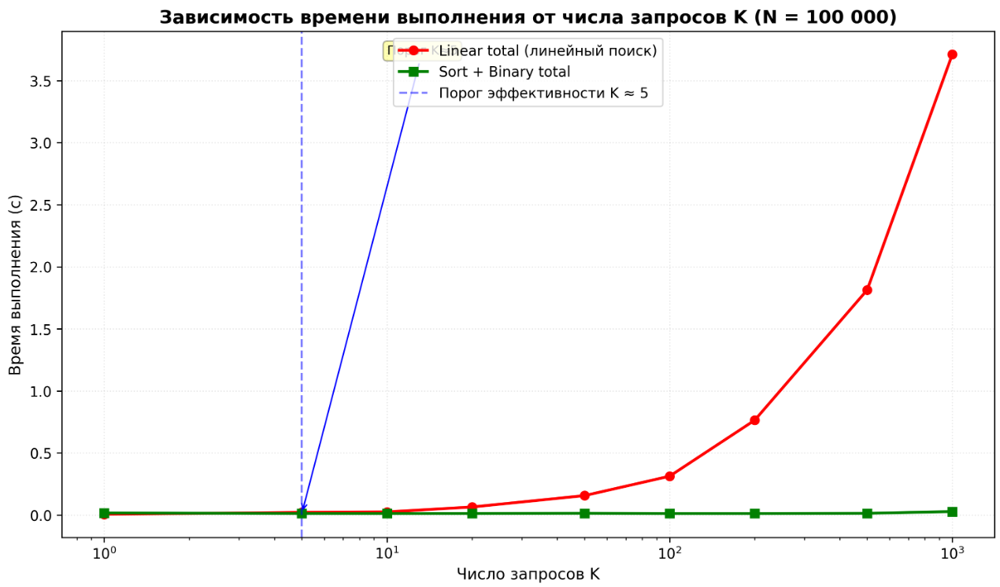 Зависимость времени выполнения от числа запросов K (N = 100 000)
Linear total (линейный поиск)
Sort + Binary total
Порог эффективности K ≈ 5
Время выполнения (с)
3.5
3.0
2.5
2.0
1.5
1.0
0.5
0.0
10⁰ 10¹ 10² 10³
Число запросов K